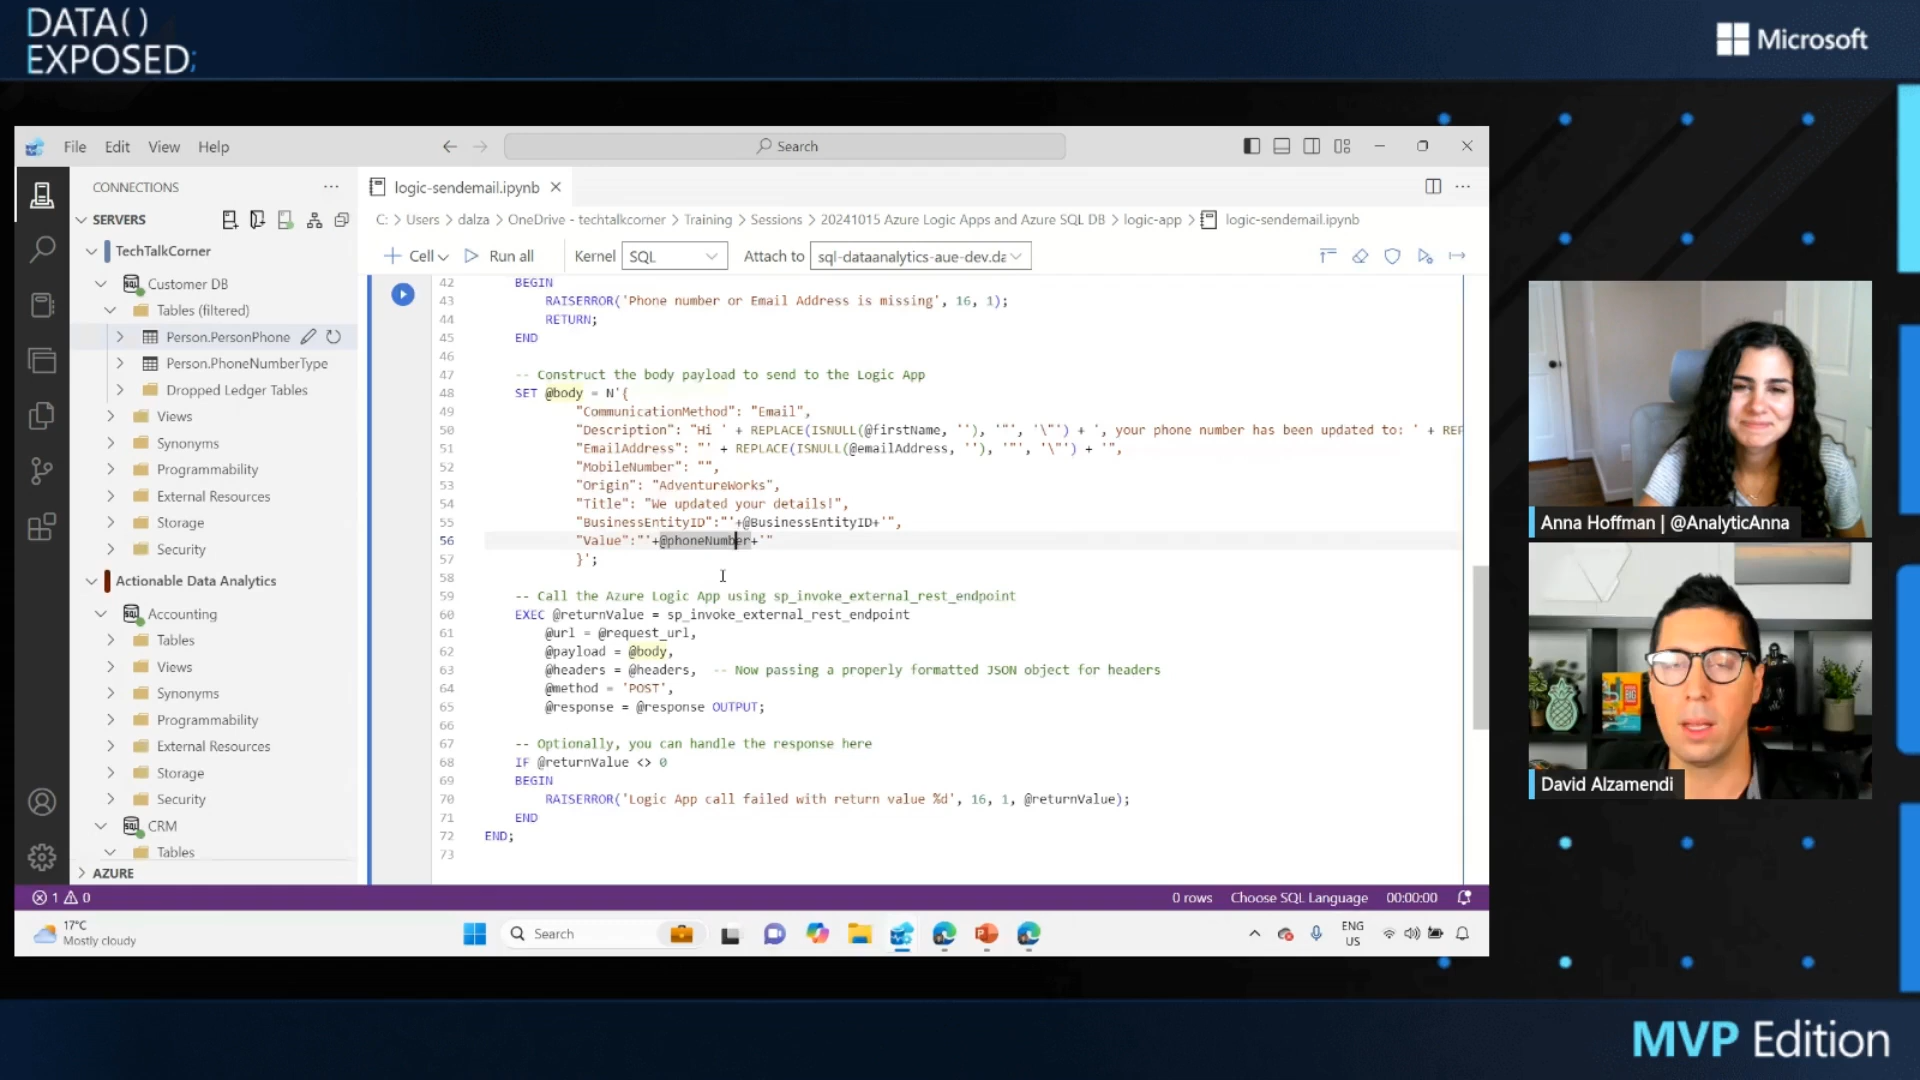 DATA()
EXPOSED;
Microsoft
File Edit View Help
Search
CONNECTIONS
SERVERS
TechTalkCorner
Customer DB
Tables (filtered)
Person.PersonPhone
Person.PhoneNumberType
Dropped Ledger Tables
Views
Synonyms
Programmability
External Resources
Storage
Security
Actionable Data Analytics
Accounting
Tables
Views
Synonyms
Programmability
External Resources
Storage
Security
CRM
Tables
AZURE
logic-sendemail.ipynb
C: > Users > dalza > OneDrive - techtalkcorner > Training > Sessions > 20241015 Azure Logic Apps and Azure SQL DB > logic-app > logic-sendemail.ipynb
Cell Run all Kernel SQL Attach to sql-dataanalytics-aue-dev.da
42 BEGIN
43 RAISERROR('Phone number or Email Address is missing', 16, 1);
44 RETURN;
45 END
46
47 -- Construct the body payload to send to the Logic App
48 SET @body = N'{
49 "CommunicationMethod": "Email",
50 "Description": "Hi ' + REPLACE(ISNULL(@firstName, ''), '"', '\"') + ', your phone number has been updated to: ' + REP
51 "EmailAddress": "' + REPLACE(ISNULL(@emailAddress, ''), '"', '\"') + '",
52 "MobileNumber": "",
53 "Origin": "AdventureWorks",
54 "Title": "We updated your details!",
55 "BusinessEntityID":"'+@BusinessEntityID+'",
56 "Value":"'+@phoneNumber+'"
57 }';
58
59 -- Call the Azure Logic App using sp_invoke_external_rest_endpoint
60 EXEC @returnValue = sp_invoke_external_rest_endpoint
61 @url = @request_url,
62 @payload = @body,
63 @headers = @headers, -- Now passing a properly formatted JSON object for headers
64 @method = 'POST',
65 @response = @response OUTPUT;
66
67 -- Optionally, you can handle the response here
68 IF @returnValue <> 0
69 BEGIN
70 RAISERROR('Logic App call failed with return value %d', 16, 1, @returnValue);
71 END
72 END;
73
1 0
0 rows Choose SQL Language 00:00:00
17°C
Mostly cloudy
Search
ENG
US
Anna Hoffman | @AnalyticAnna
David Alzamendi
MVP Edition